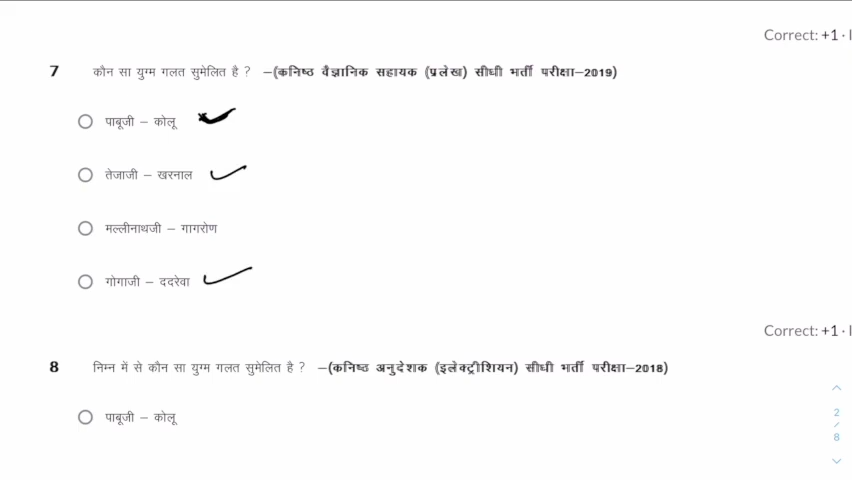 Correct: +1 ·
7 कौन सा युग्म गलत सुमेलित है ? –(कनिष्ठ वैज्ञानिक सहायक (प्रलेख) सीधी भर्ती परीक्षा–2019)
पाबूजी – कोलू
तेजाजी – खरनाल
मल्लीनाथजी – गागरोण
गोगाजी – ददरेवा
Correct: +1 ·
8 निम्न में से कौन सा युग्म गलत सुमेलित है ? –(कनिष्ठ अनुदेशक (इलेक्ट्रीशियन) सीधी भर्ती परीक्षा–2018)
पाबूजी – कोलू
2
/
8